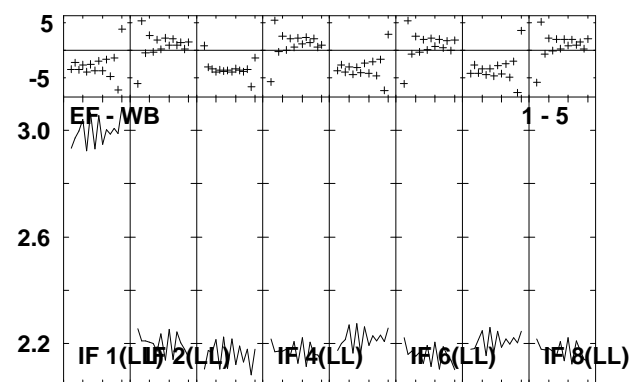 5
-5
EF - WB 1 - 5
3.0
2.6
2.2
IF 1(LL) IF 2(LL) IF 4(LL) IF 6(LL) IF 8(LL)